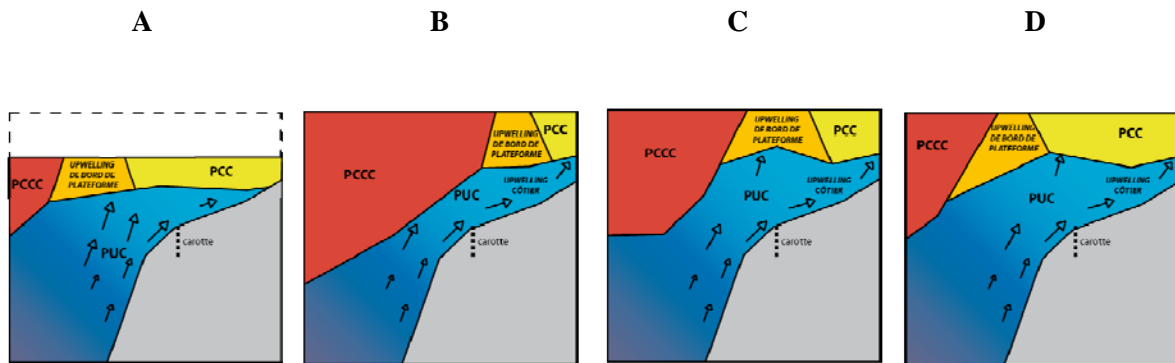 A
B
C
D
PCCC
UPWELLING
DE BORD DE
PLATEFORME
PCC
PUC
carotte
PCCC
UPWELLING
DE BORD DE
PLATEFORME
PCC
PUC
UPWELLING
CÔTIER
carotte
PCCC
UPWELLING
DE BORD DE
PLATEFORME
PCC
PUC
UPWELLING
CÔTIER
carotte
PCCC
UPWELLING
DE BORD DE
PLATEFORME
PCC
PUC
UPWELLING
CÔTIER
carotte